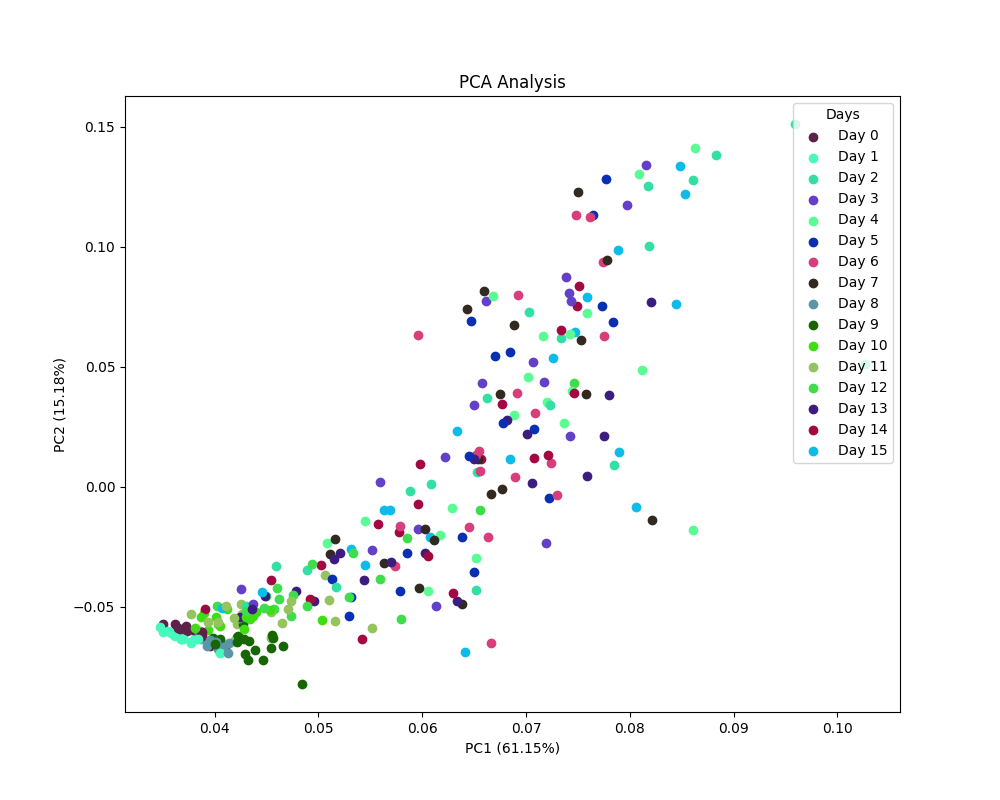 PCA Analysis
PC2 (15.18%)
0.15
0.10
0.05
0.00
−0.05
Days
Day 0
Day 1
Day 2
Day 3
Day 4
Day 5
Day 6
Day 7
Day 8
Day 9
Day 10
Day 11
Day 12
Day 13
Day 14
Day 15
0.04
0.05
0.06
0.07
0.08
0.09
0.10
PC1 (61.15%)